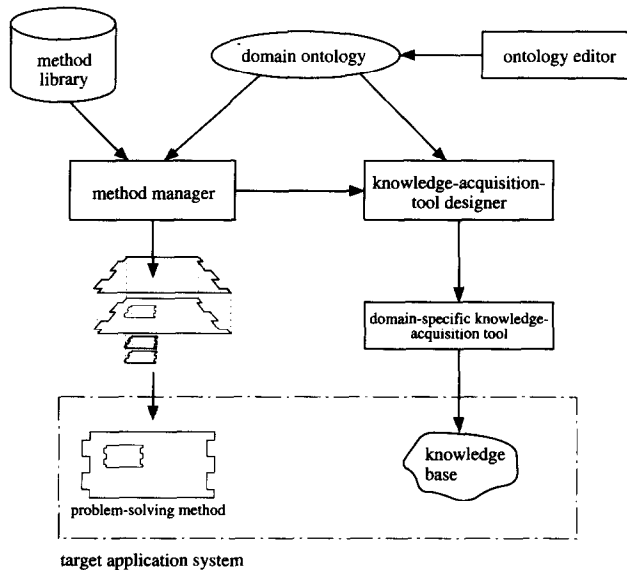 method
library
domain ontology
ontology editor
method manager
knowledge-acquisition-
tool designer
domain-specific knowledge-
acquisition tool
knowledge
base
problem-solving method
target application system